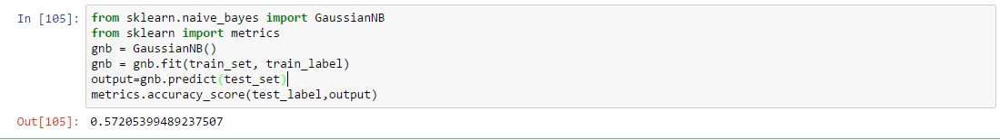 In [105]: from sklearn.naive_bayes import GaussianNB
from sklearn import metrics
gnb = GaussianNB()
gnb = gnb.fit(train_set, train_label)
output=gnb.predict(test_set)
metrics.accuracy_score(test_label,output)
Out[105]: 0.57205399489237507